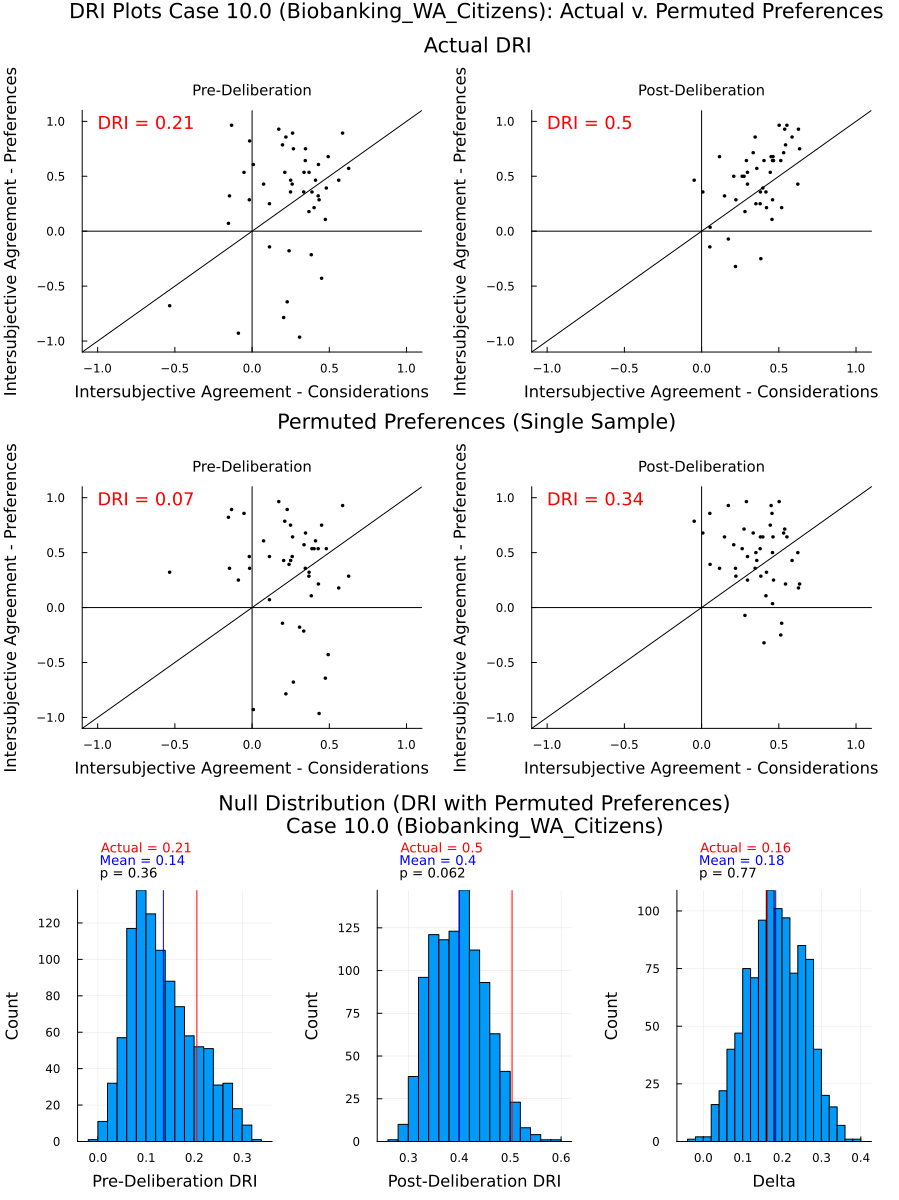 DRI Plots Case 10.0 (Biobanking_WA_Citizens): Actual v. Permuted Preferences
Actual DRI
Pre-Deliberation
DRI = 0.21
1.0
0.5
0.0
−0.5
−1.0
−1.0 −0.5 0.0 0.5 1.0
Intersubjective Agreement - Preferences
Intersubjective Agreement - Considerations
Post-Deliberation
DRI = 0.5
1.0
0.5
0.0
−0.5
−1.0
−1.0 −0.5 0.0 0.5 1.0
Intersubjective Agreement - Preferences
Intersubjective Agreement - Considerations
Permuted Preferences (Single Sample)
Pre-Deliberation
DRI = 0.07
1.0
0.5
0.0
−0.5
−1.0
−1.0 −0.5 0.0 0.5 1.0
Intersubjective Agreement - Preferences
Intersubjective Agreement - Considerations
Post-Deliberation
DRI = 0.34
1.0
0.5
0.0
−0.5
−1.0
−1.0 −0.5 0.0 0.5 1.0
Intersubjective Agreement - Preferences
Intersubjective Agreement - Considerations
Null Distribution (DRI with Permuted Preferences)
Case 10.0 (Biobanking_WA_Citizens)
Actual = 0.21
Mean = 0.14
p = 0.36
120
100
80
60
40
20
0
0.0 0.1 0.2 0.3
Count
Pre-Deliberation DRI
Actual = 0.5
Mean = 0.4
p = 0.062
125
100
75
50
25
0
0.3 0.4 0.5 0.6
Count
Post-Deliberation DRI
Actual = 0.16
Mean = 0.18
p = 0.77
100
75
50
25
0
0.0 0.1 0.2 0.3 0.4
Count
Delta